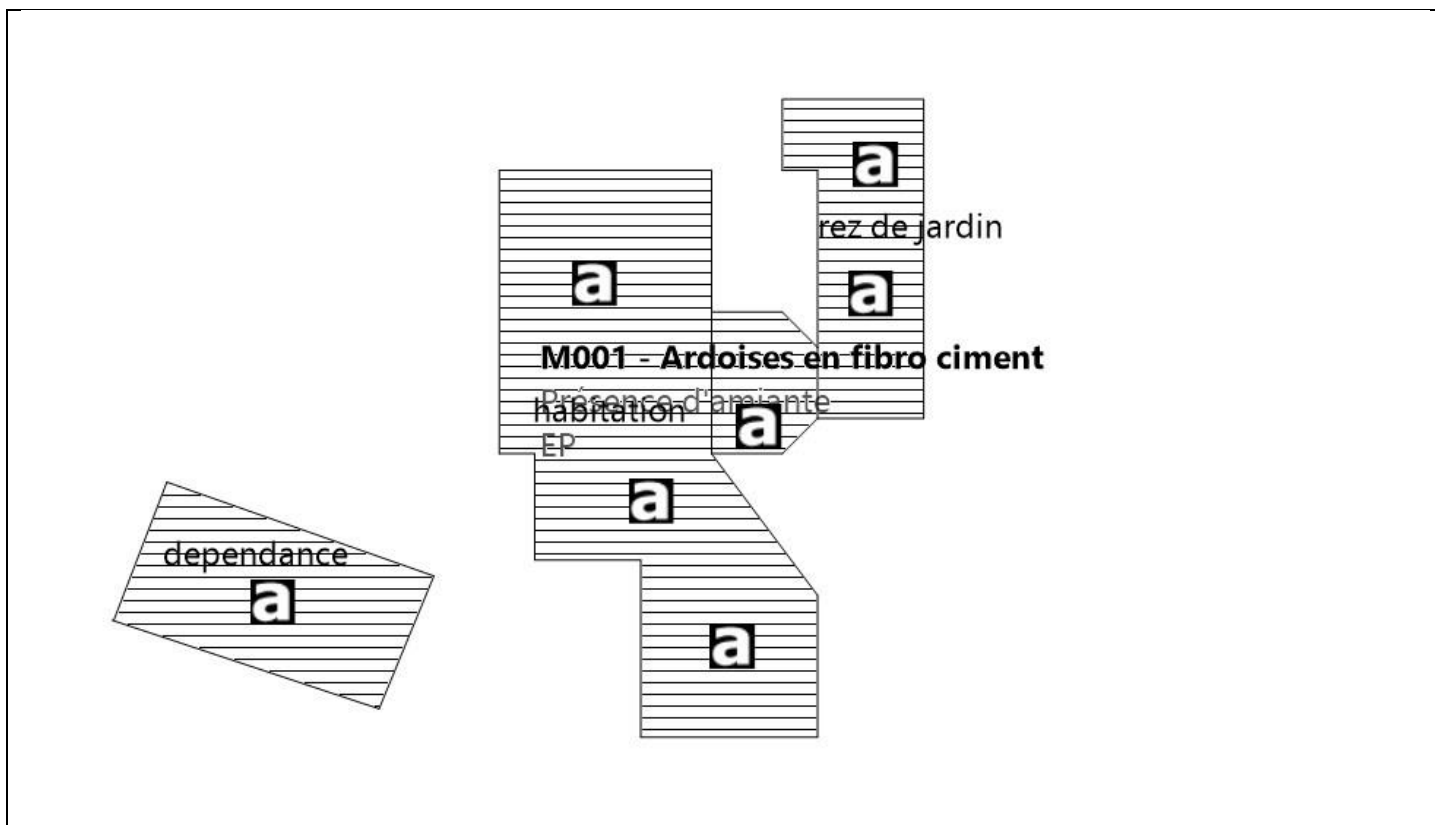 a
rez de jardin
a
a
M001 - Ardoises en fibro ciment
Présence d'amiante
habitation
a
EP
a
dependance
a
a